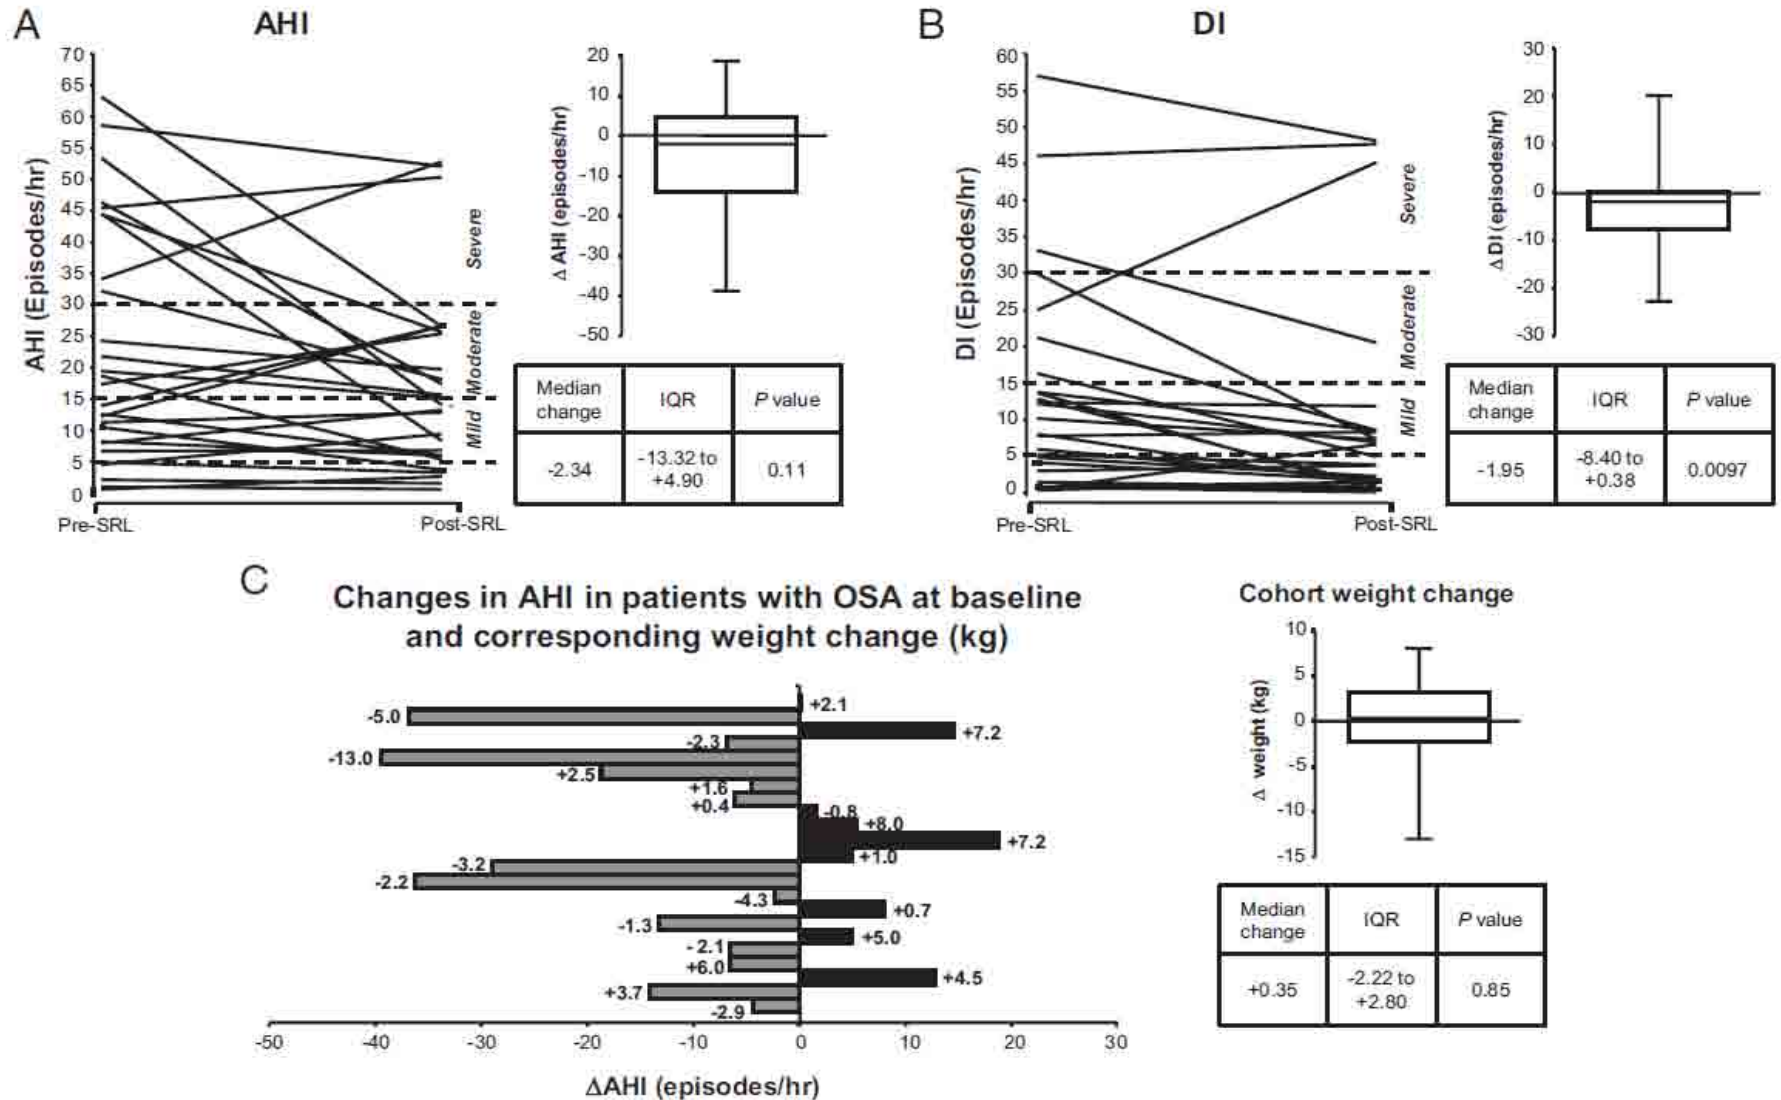 A
AHI
70
65
60
55
50
45
40
35
30
25
20
15
10
5
0
AHI (Episodes/hr)
Severe
Moderate
Mild
Pre-SRL
Post-SRL
20
10
0
-10
-20
-30
-40
-50
Δ AHI (episodes/hr)
Median change
IQR
P value
-2.34
-13.32 to +4.90
0.11
B
DI
60
55
50
45
40
35
30
25
20
15
10
5
0
DI (Episodes/hr)
Severe
Moderate
Mild
Pre-SRL
Post-SRL
30
20
10
0
-10
-20
-30
Δ DI (episodes/hr)
Median change
IQR
P value
-1.95
-8.40 to +0.38
0.0097
C
Changes in AHI in patients with OSA at baseline
and corresponding weight change (kg)
+2.1
-5.0
+7.2
-2.3
-13.0
+2.5
+1.6
+0.4
-0.8
+8.0
+7.2
+1.0
-3.2
-2.2
-4.3
+0.7
-1.3
+5.0
-2.1
+6.0
+4.5
+3.7
-2.9
-50
-40
-30
-20
-10
0
10
20
30
ΔAHI (episodes/hr)
Cohort weight change
10
5
0
-5
-10
-15
Δ weight (kg)
Median change
IQR
P value
+0.35
-2.22 to +2.80
0.85